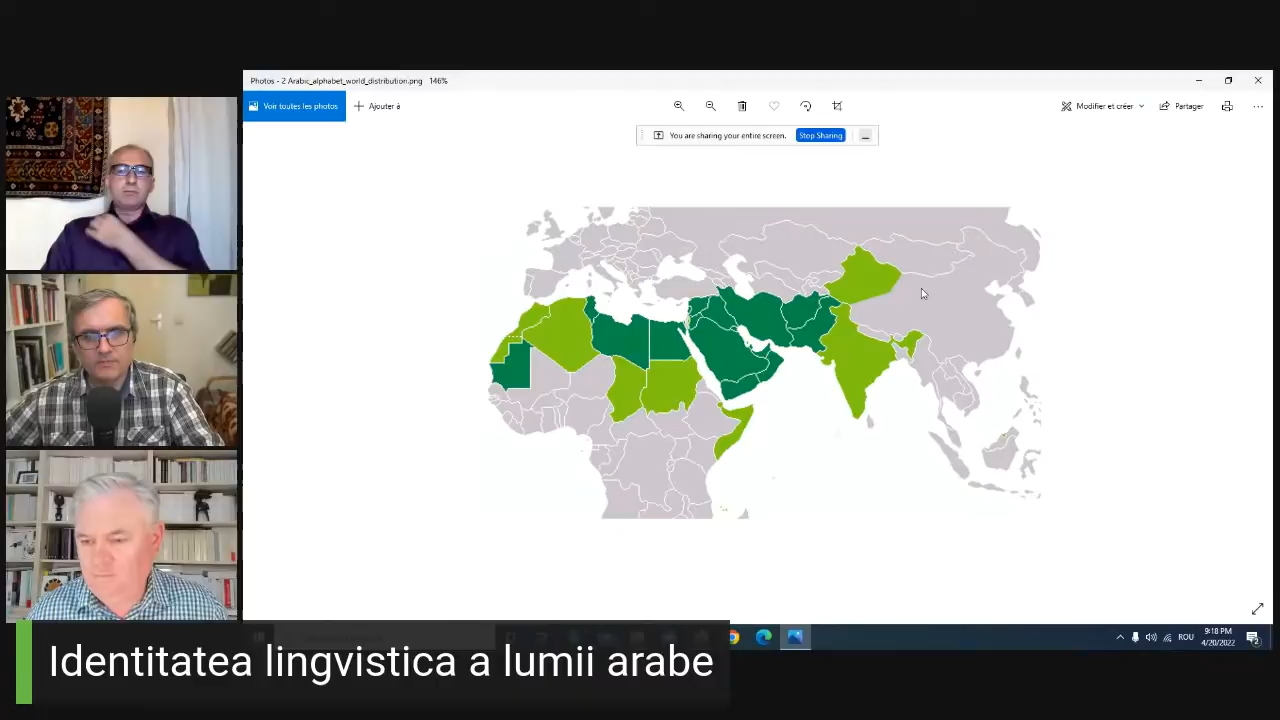 Photos - 2 Arabic_alphabet_world_distribution.png 146%
Voir toutes les photos
Ajouter à
Modifier et créer
Partager
You are sharing your entire screen.
Stop Sharing
ROU
9:18 PM
4/20/2022
2
Identitatea lingvistica a lumii arabe